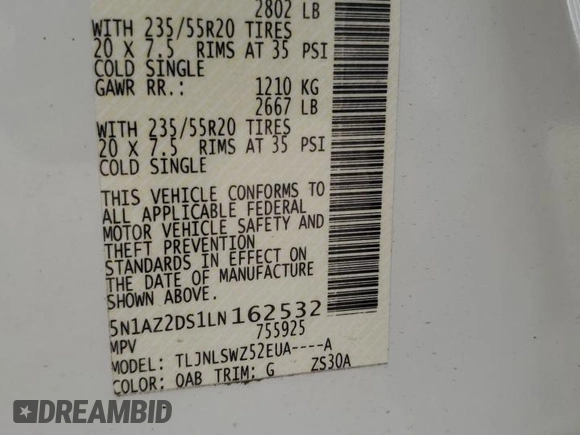 2802 LB
WITH 235/55R20 TIRES
20 X 7.5 RIMS AT 35 PSI
COLD SINGLE
GAWR RR.: 1210 KG
2667 LB
WITH 235/55R20 TIRES
20 X 7.5 RIMS AT 35 PSI
COLD SINGLE
THIS VEHICLE CONFORMS TO
ALL APPLICABLE FEDERAL
MOTOR VEHICLE SAFETY AND
THEFT PREVENTION
STANDARDS IN EFFECT ON
THE DATE OF MANUFACTURE
SHOWN ABOVE.
5N1AZ2DS1LN162532
MPV 755925
MODEL: TLJNLSWZ52EUA----A
COLOR: QAB TRIM: G ZS30A
DREAMBID